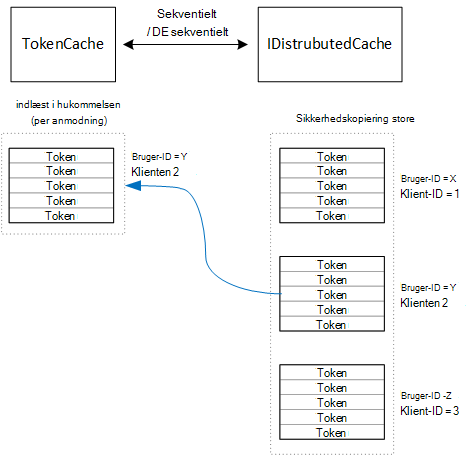 Sekventielt
/ DE sekventielt
TokenCache
IDistrubutedCache
indlæst i hukommelsen
(per anmodning)
Sikkerhedskopiering store
Token
Token
Token
Token
Token
Bruger-ID = Y
Klienten 2
Token
Token
Token
Token
Token
Bruger-ID = X
Klient-ID = 1
Token
Token
Token
Token
Token
Bruger-ID = Y
Klienten 2
Token
Token
Token
Token
Token
Bruger-ID -Z
Klient-ID = 3